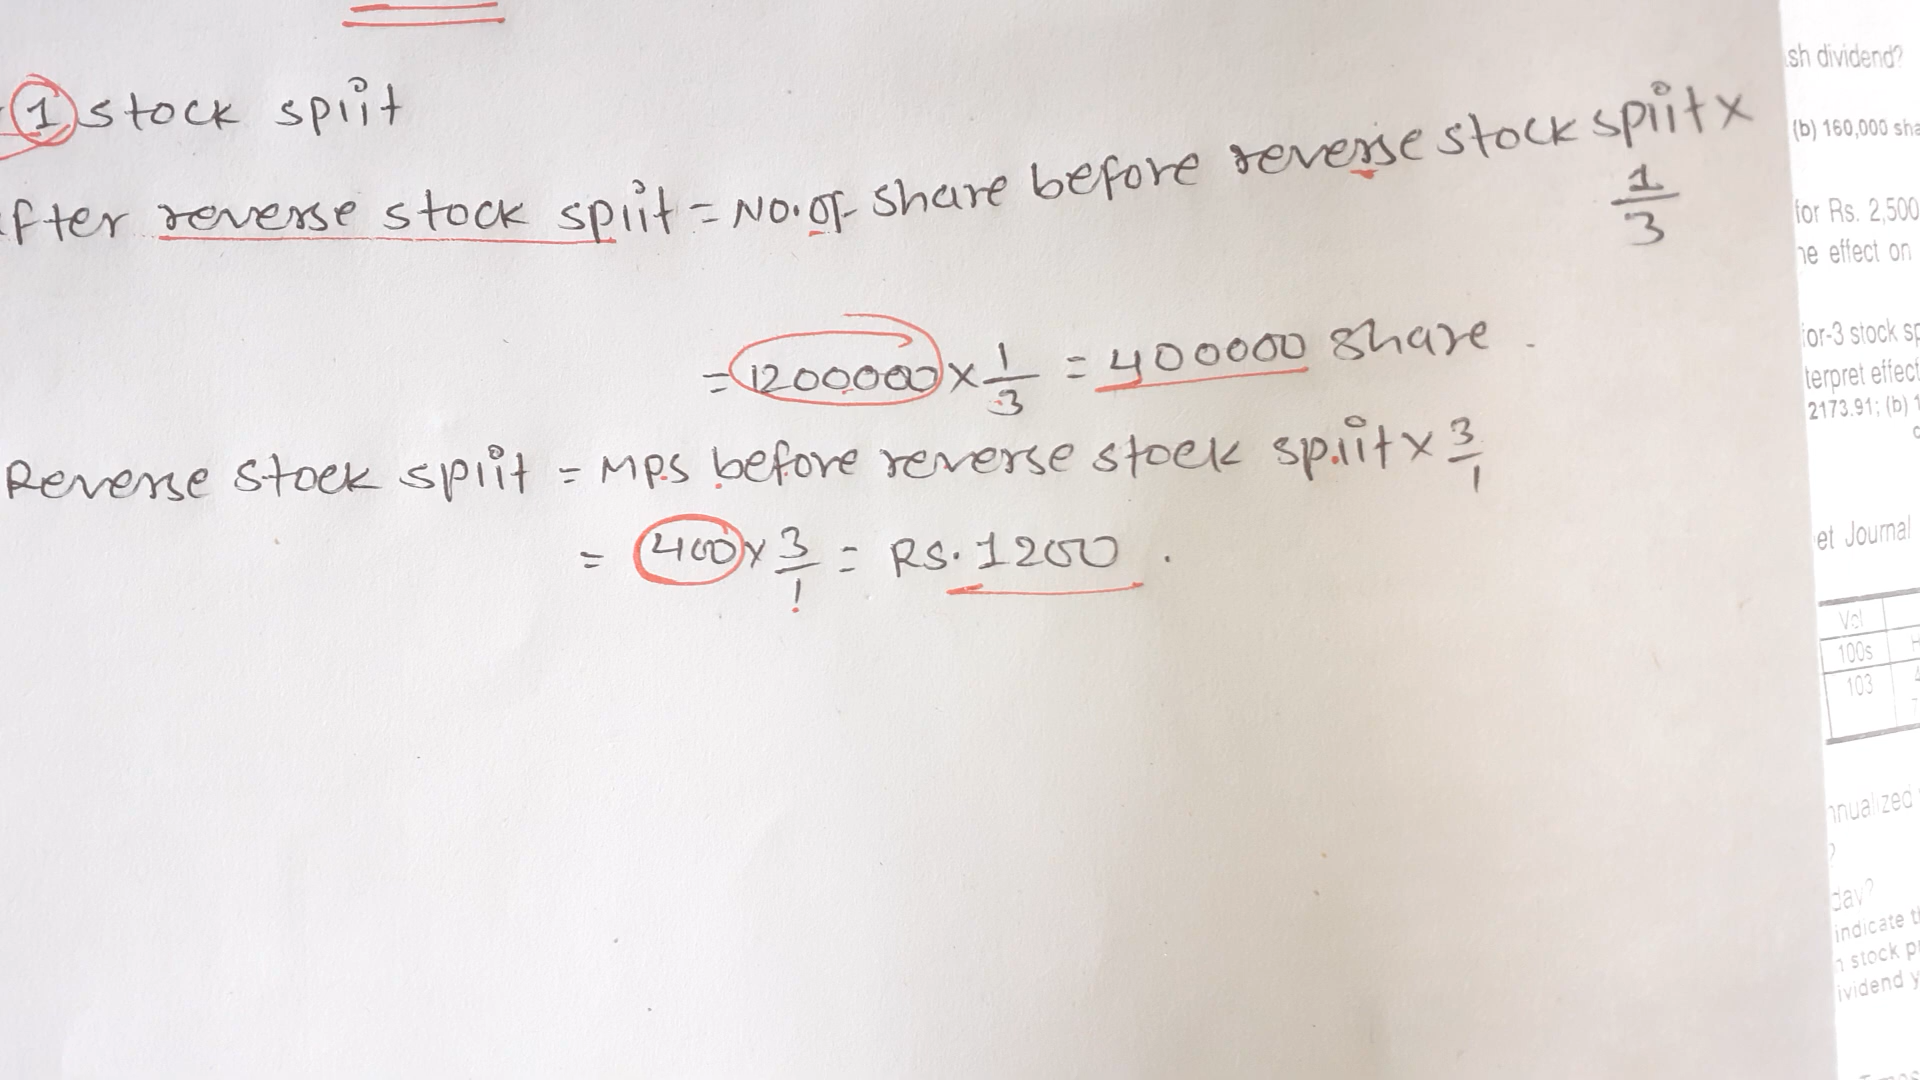 1 stock spiit
fter reverse stock spiit = No. of share before reverse stock spiit x 1/3
= 1200000 x 1/3 = 400000 share.
Reverse stock spiit = MPS before reverse stock spiit x 3/1
= 400 x 3/1 = RS. 1200.
sh dividend?
(b) 160,000 sha
for Rs. 2,500
he effect on
for-3 stock sp
terpret effect
2173.91; (b) 1
et Journal
Vol
100s
103
nnualized
day?
indicate t
n stock p
ividend y